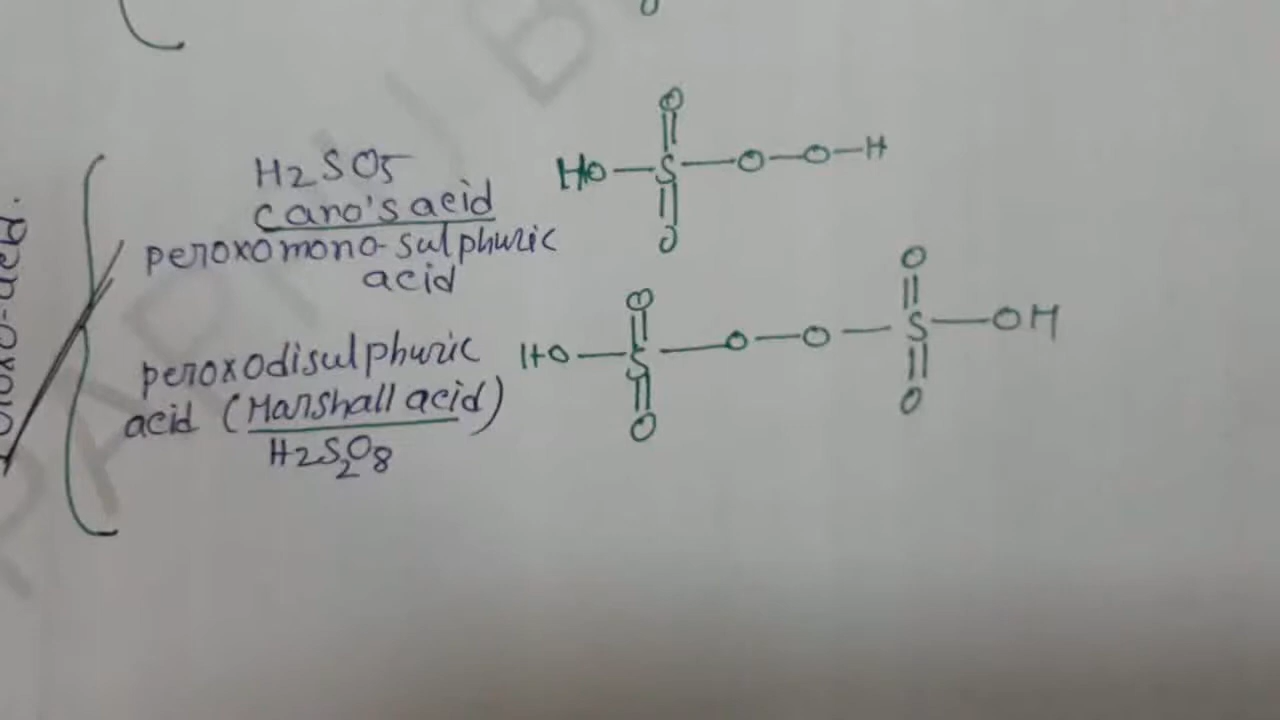 H2SO5
Caro's acid
peroxomono-sulphuric
acid
O
HO-S-O-O-H
O
peroxodisulphuric
acid (Marshall acid)
H2S2O8
O O
HO-S-O-O-S-OH
O O